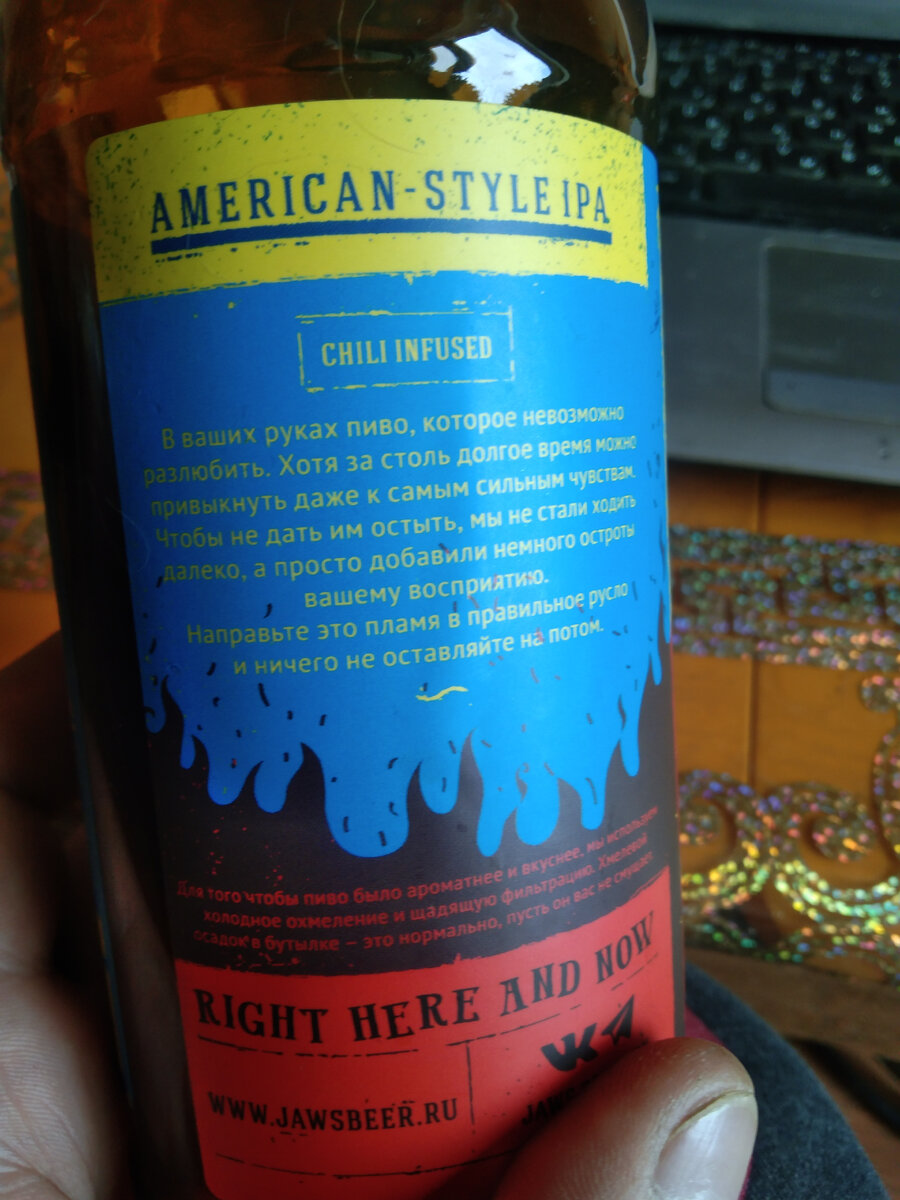 AMERICAN-STYLE IPA
CHILI INFUSED
В ваших руках пиво, которое невозможно
разлюбить. Хотя за столь долгое время можно
привыкнуть даже к самым сильным чувствам.
Чтобы не дать им остыть, мы не стали ходить
далеко, а просто добавили немного остроты
вашему восприятию.
Направьте это пламя в правильное русло
и ничего не оставляйте на потом.
Для того чтобы пиво было ароматнее и вкуснее, мы используем
холодное охмеление и щадящую фильтрацию. Хмелевой
осадок в бутылке – это нормально, пусть он вас не смущает.
RIGHT HERE AND NOW
WWW.JAWSBEER.RU